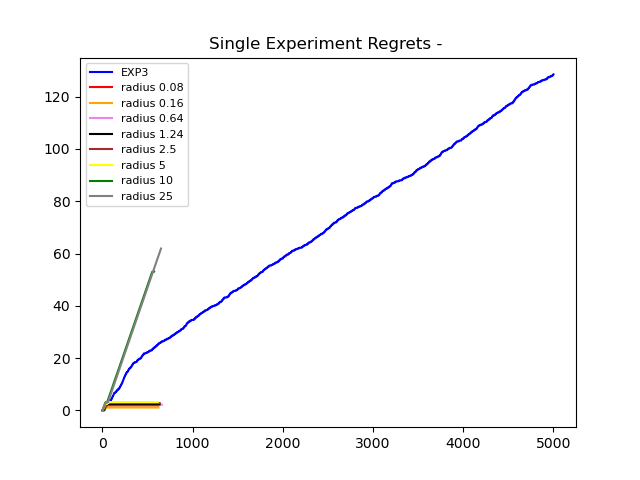 Single Experiment Regrets -
EXP3
radius 0.08
radius 0.16
radius 0.64
radius 1.24
radius 2.5
radius 5
radius 10
radius 25
120
100
80
60
40
20
0
0 1000 2000 3000 4000 5000